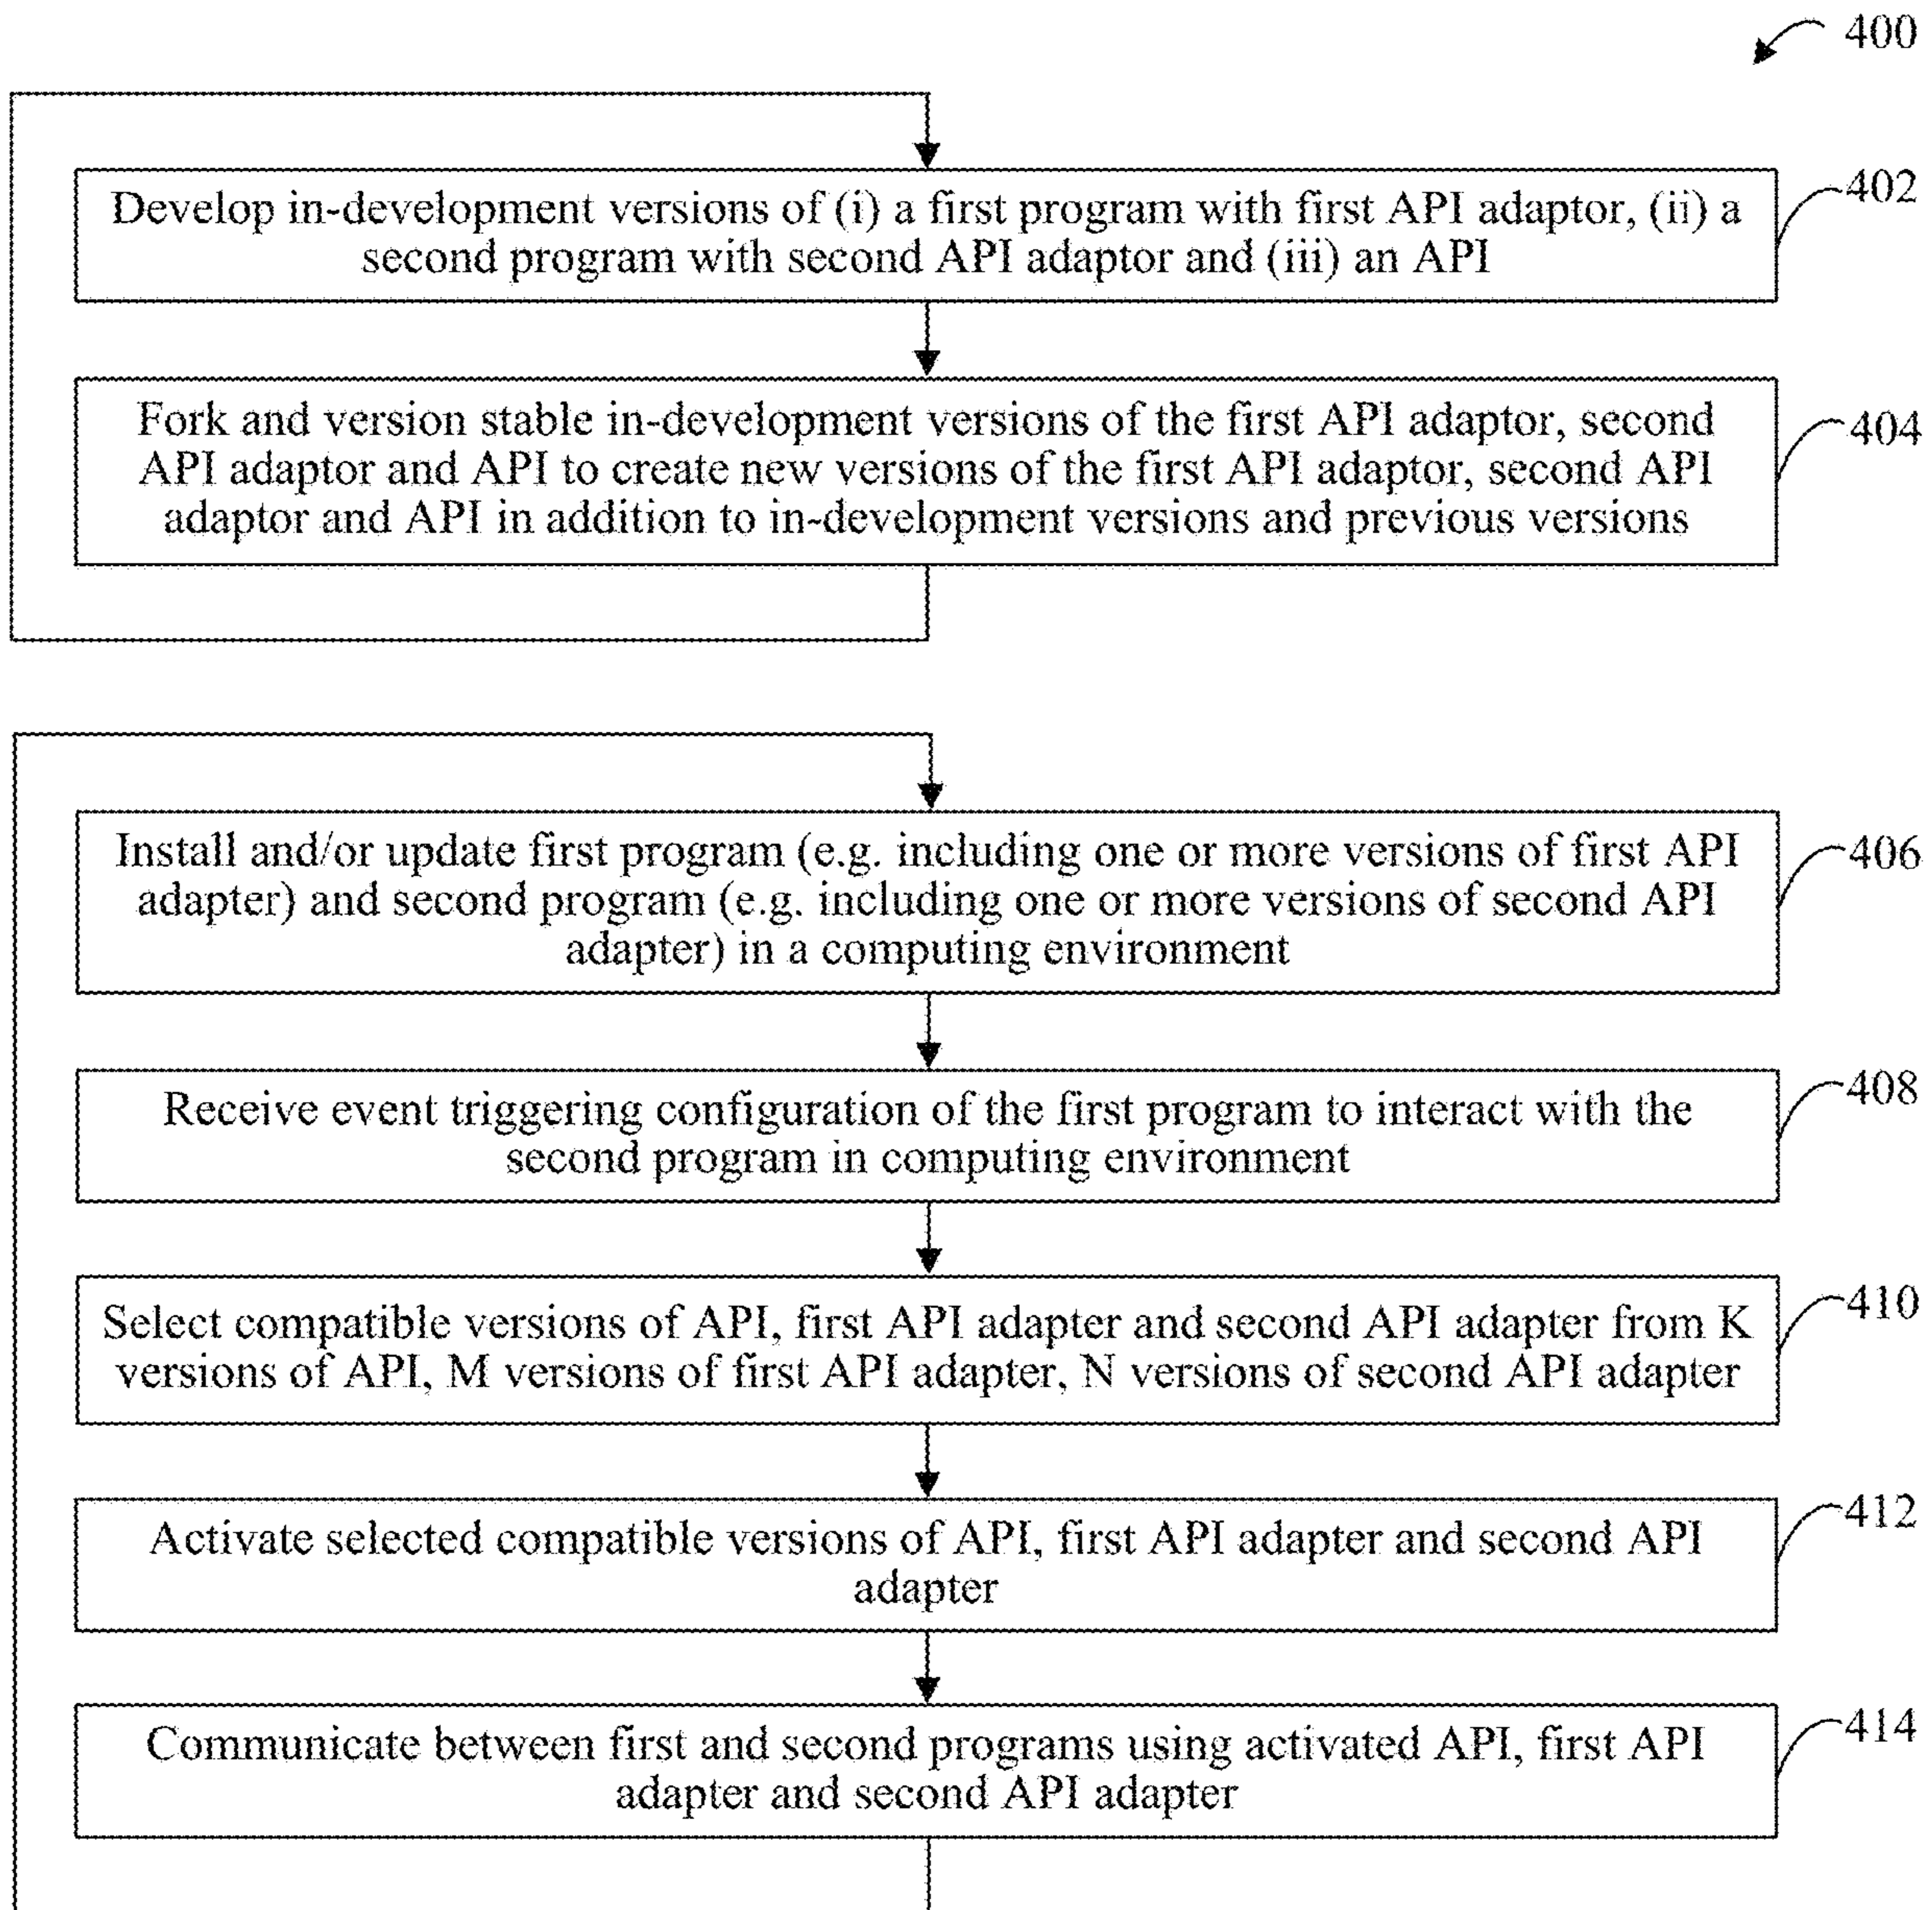 400
Develop in-development versions of (i) a first program with first API adaptor, (ii) a
second program with second API adaptor and (iii) an API
402
Fork and version stable in-development versions of the first API adaptor, second
API adaptor and API to create new versions of the first API adaptor, second API
adaptor and API in addition to in-development versions and previous versions
404
Install and/or update first program (e.g. including one or more versions of first API
adapter) and second program (e.g. including one or more versions of second API
adapter) in a computing environment
406
Receive event triggering configuration of the first program to interact with the
second program in computing environment
408
Select compatible versions of API, first API adapter and second API adapter from K
versions of API, M versions of first API adapter, N versions of second API adapter
410
Activate selected compatible versions of API, first API adapter and second API
adapter
412
Communicate between first and second programs using activated API, first API
adapter and second API adapter
414